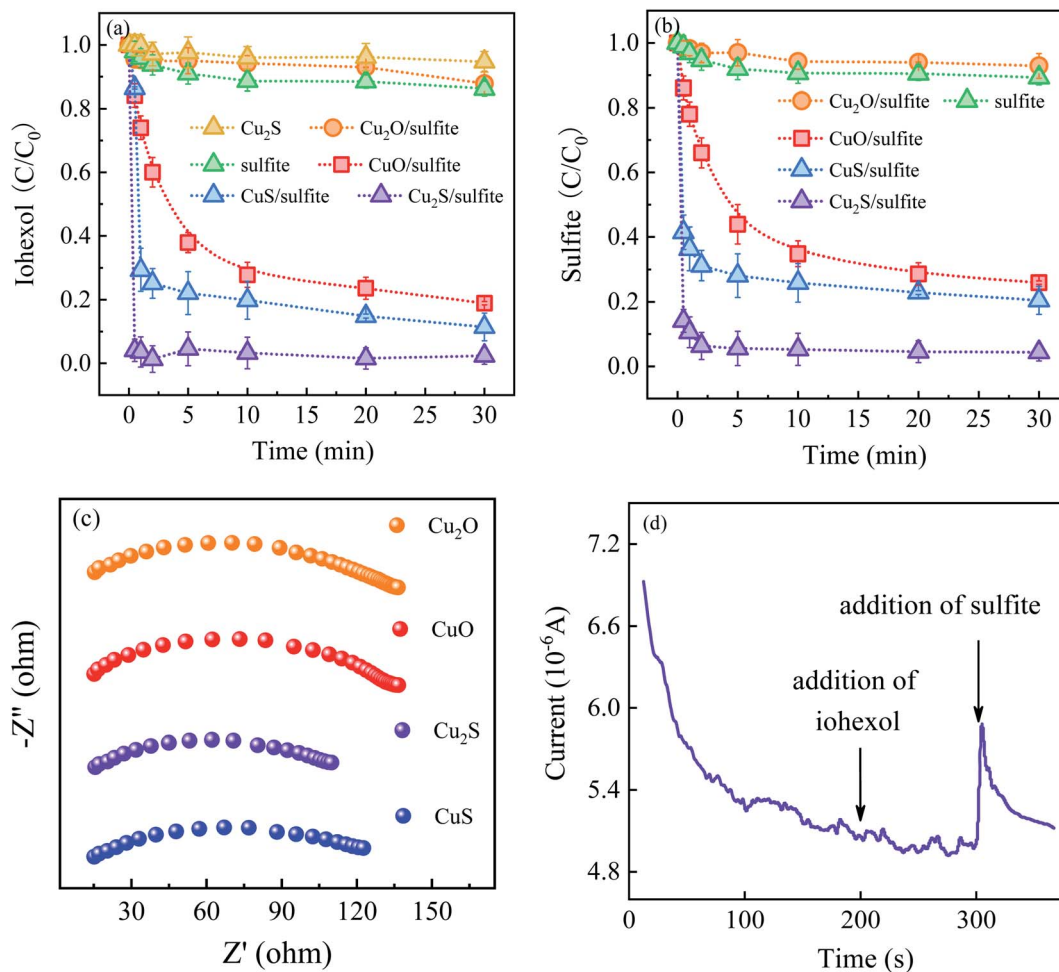 (a)
Iohexol (C/C₀)
1.0
0.8
0.6
0.4
0.2
0.0
Cu₂S
Cu₂O/sulfite
sulfite
CuO/sulfite
CuS/sulfite
Cu₂S/sulfite
0 5 10 15 20 25 30
Time (min)
(b)
Sulfite (C/C₀)
1.0
0.8
0.6
0.4
0.2
0.0
Cu₂O/sulfite
sulfite
CuO/sulfite
CuS/sulfite
Cu₂S/sulfite
0 5 10 15 20 25 30
Time (min)
(c)
-Z" (ohm)
Cu₂O
CuO
Cu₂S
CuS
30 60 90 120 150
Z' (ohm)
(d)
Current (10⁻⁶A)
7.2
6.6
6.0
5.4
4.8
addition of sulfite
addition of
iohexol
0 100 200 300
Time (s)